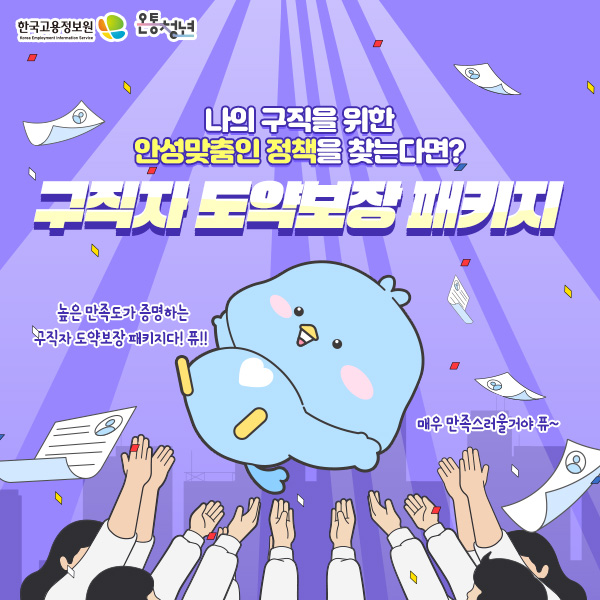 한국고용정보원
Korea Employment Information Service
온통청년
나의 구직을 위한
안성맞춤인 정책을 찾는다면?
구직자 도약보장 패키지
높은 만족도가 증명하는
구직자 도약보장 패키지다! 퓨!!
매우 만족스러울거야 퓨~